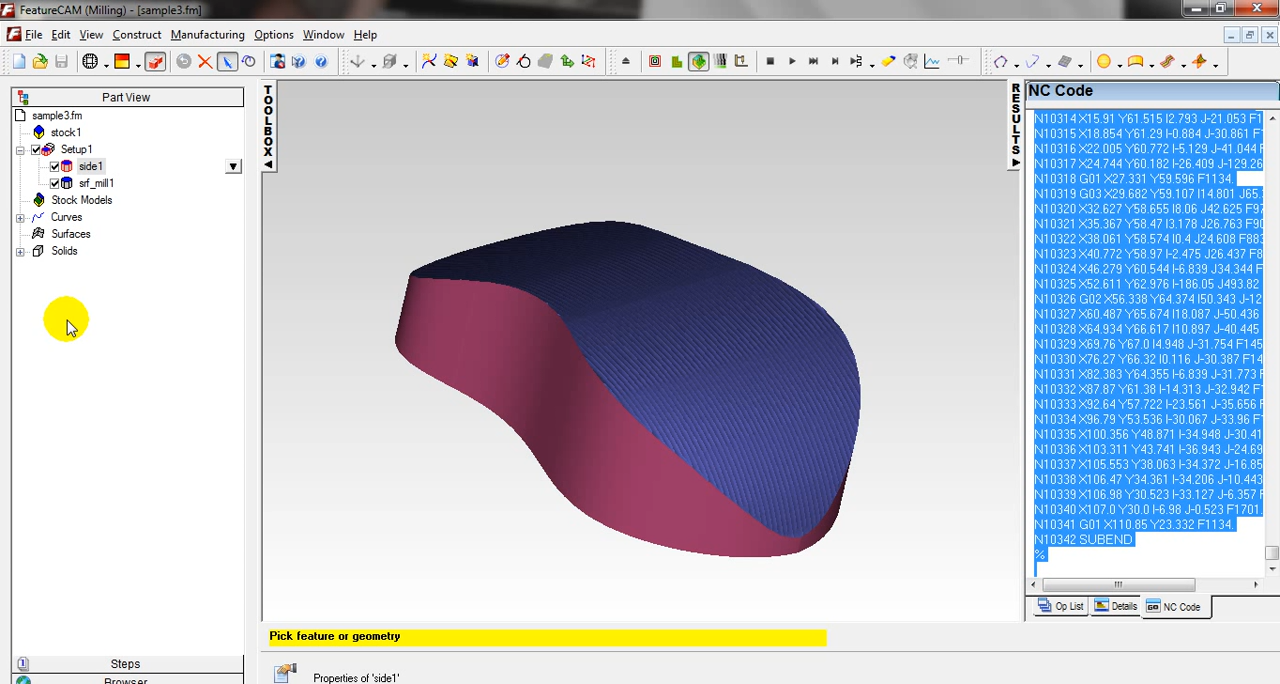 FeatureCAM (Milling) - [sample3.fm]
File Edit View Construct Manufacturing Options Window Help
Part View
sample3.fm
stock1
Setup1
side1
srf_mill1
Stock Models
Curves
Surfaces
Solids
Steps
Browser
TOOLBOX
Pick feature or geometry
Properties of 'side1'
RESULTS
NC Code
N10314 X15.91 Y61.515 I2.793 J-21.053 F1
N10315 X18.854 Y61.29 I-0.884 J-30.861 F1
N10316 X22.005 Y60.772 I-5.129 J-41.044 F
N10317 X24.744 Y60.182 I-26.409 J-129.26
N10318 G01 X27.331 Y59.596 F1134.
N10319 G03 X29.682 Y59.107 I14.801 J65.
N10320 X32.627 Y58.655 I8.06 J42.625 F97
N10321 X35.367 Y58.47 I3.178 J26.763 F90
N10322 X38.061 Y58.574 I0.4 J24.608 F883
N10323 X40.772 Y58.97 I-2.475 J26.437 F8
N10324 X46.279 Y60.544 I-6.839 J34.344 F
N10325 X52.611 Y62.976 I-186.05 J493.82
N10326 G02 X56.338 Y64.374 I50.343 J-12
N10327 X60.487 Y65.674 I18.087 J-50.436
N10328 X64.934 Y66.617 I10.897 J-40.445
N10329 X69.76 Y67.0 I4.948 J-31.754 F145
N10330 X76.27 Y66.32 I0.116 J-30.387 F14
N10331 X82.383 Y64.355 I-6.839 J-31.773 F
N10332 X87.87 Y61.38 I-14.313 J-32.942 F1
N10333 X92.64 Y57.722 I-23.561 J-35.656 F
N10334 X96.79 Y53.536 I-30.067 J-33.96 F1
N10335 X100.356 Y48.871 I-34.948 J-30.41
N10336 X103.311 Y43.741 I-36.943 J-24.69
N10337 X105.553 Y38.063 I-34.372 J-16.85
N10338 X106.47 Y34.361 I-34.206 J-10.443
N10339 X106.98 Y30.523 I-33.127 J-6.357 F
N10340 X107.0 Y30.0 I-6.98 J-0.523 F1701.
N10341 G01 X110.85 Y23.332 F1134.
N10342 SUBEND
%
Op List Details NC Code